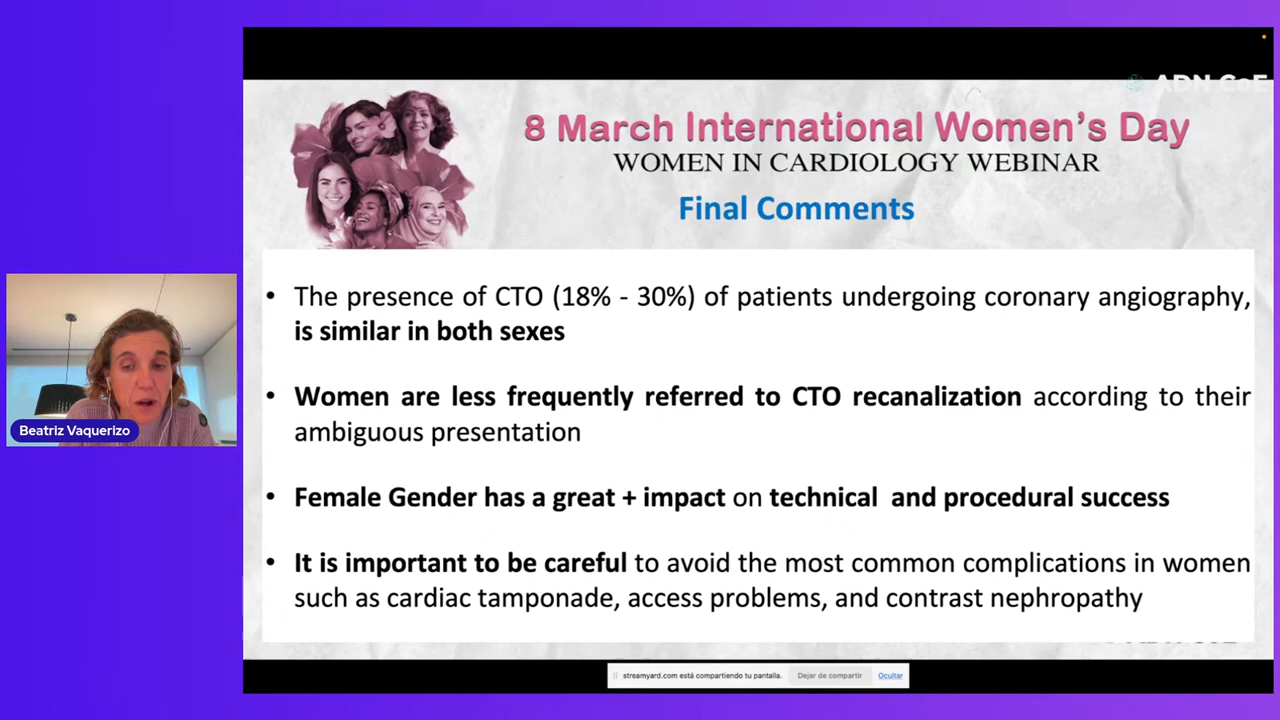 ADN CoE
8 March International Women's Day
WOMEN IN CARDIOLOGY WEBINAR
Final Comments
• The presence of CTO (18% - 30%) of patients undergoing coronary angiography,
is similar in both sexes
• Women are less frequently referred to CTO recanalization according to their
ambiguous presentation
• Female Gender has a great + impact on technical and procedural success
• It is important to be careful to avoid the most common complications in women
such as cardiac tamponade, access problems, and contrast nephropathy
Beatriz Vaquerizo
streamyard.com está compartiendo tu pantalla. Dejar de compartir Ocultar